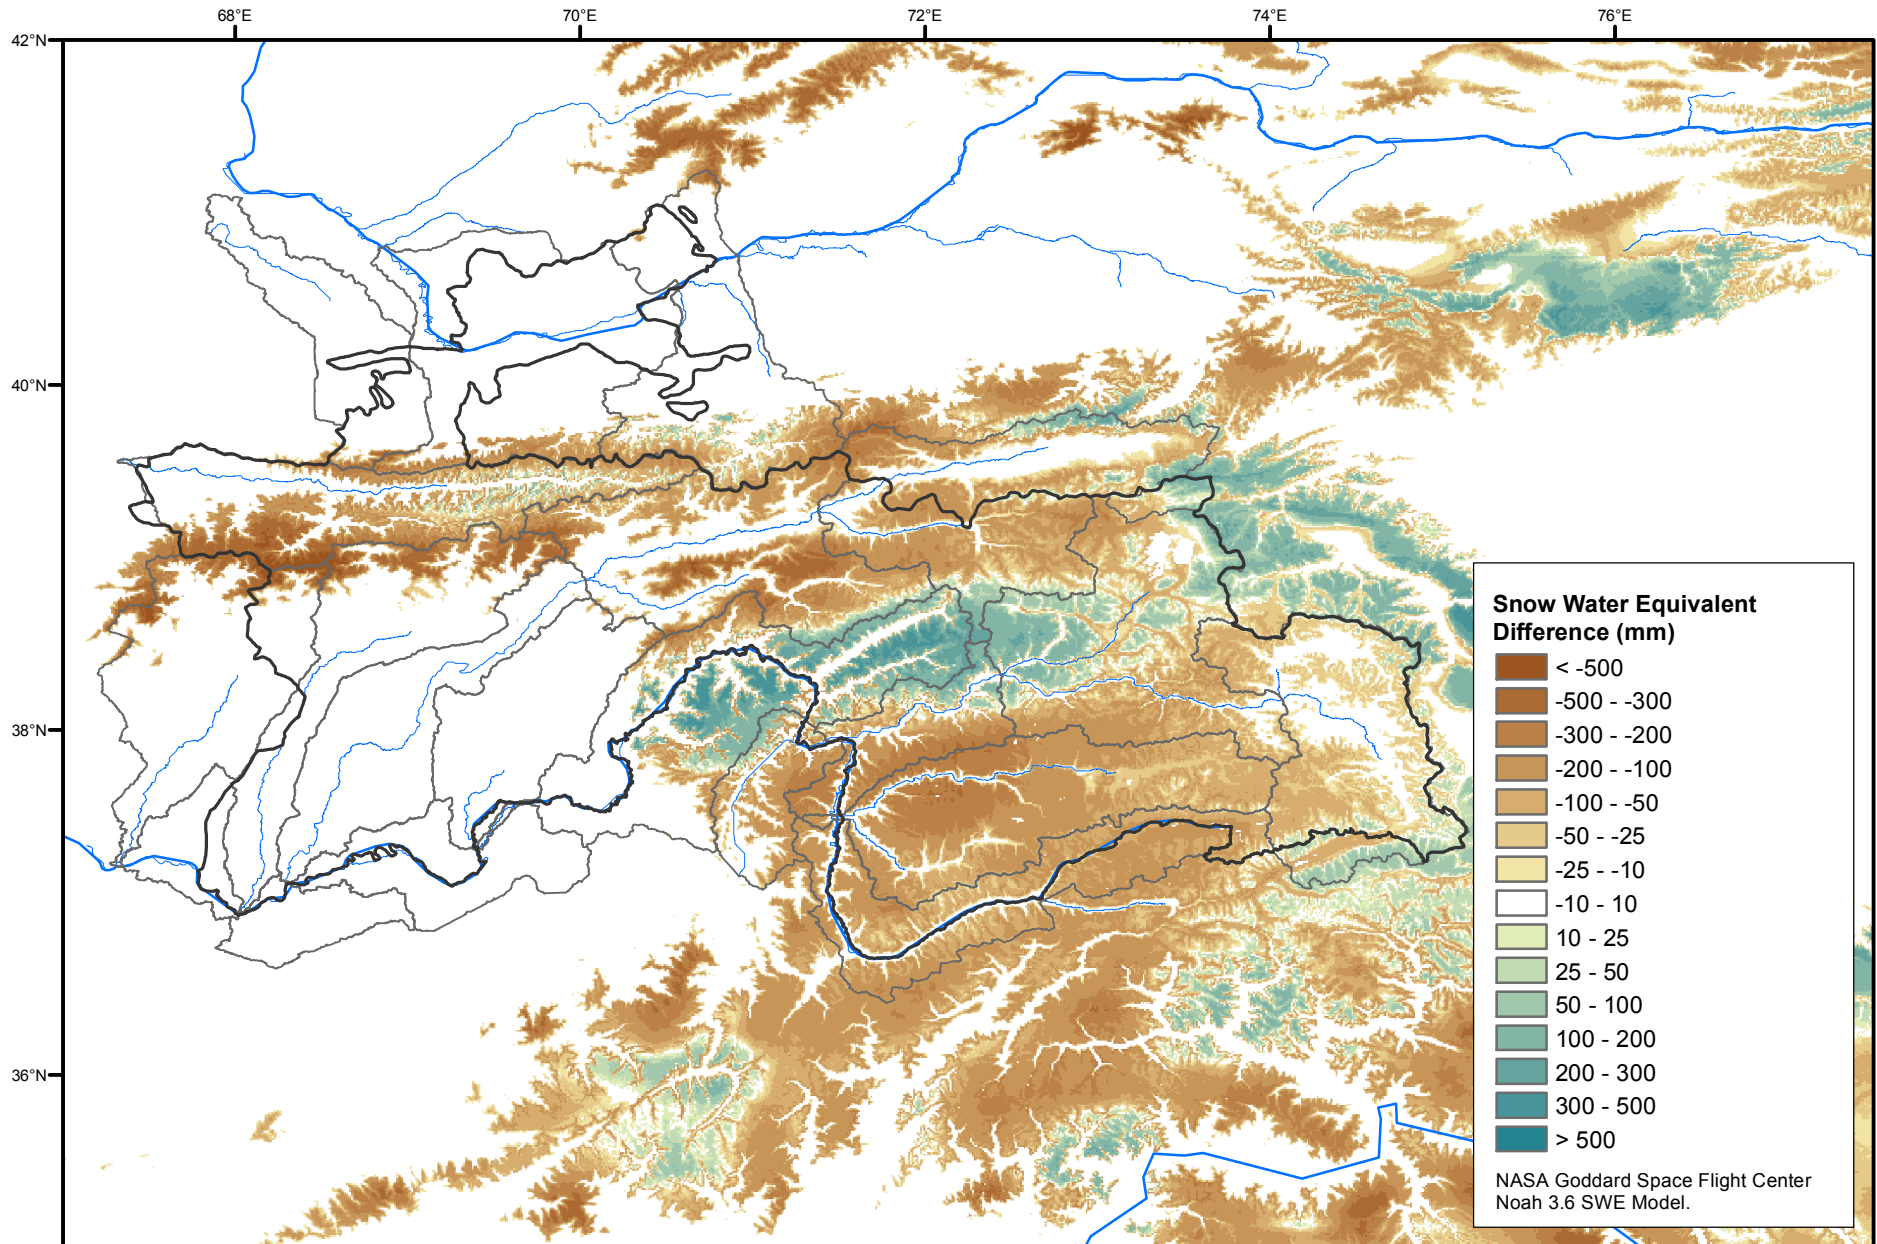 68°E
70°E
72°E
74°E
76°E
42°N
40°N
38°N
36°N
Snow Water Equivalent
Difference (mm)
< -500
-500 - -300
-300 - -200
-200 - -100
-100 - -50
-50 - -25
-25 - -10
-10 - 10
10 - 25
25 - 50
50 - 100
100 - 200
200 - 300
300 - 500
> 500
NASA Goddard Space Flight Center
Noah 3.6 SWE Model.